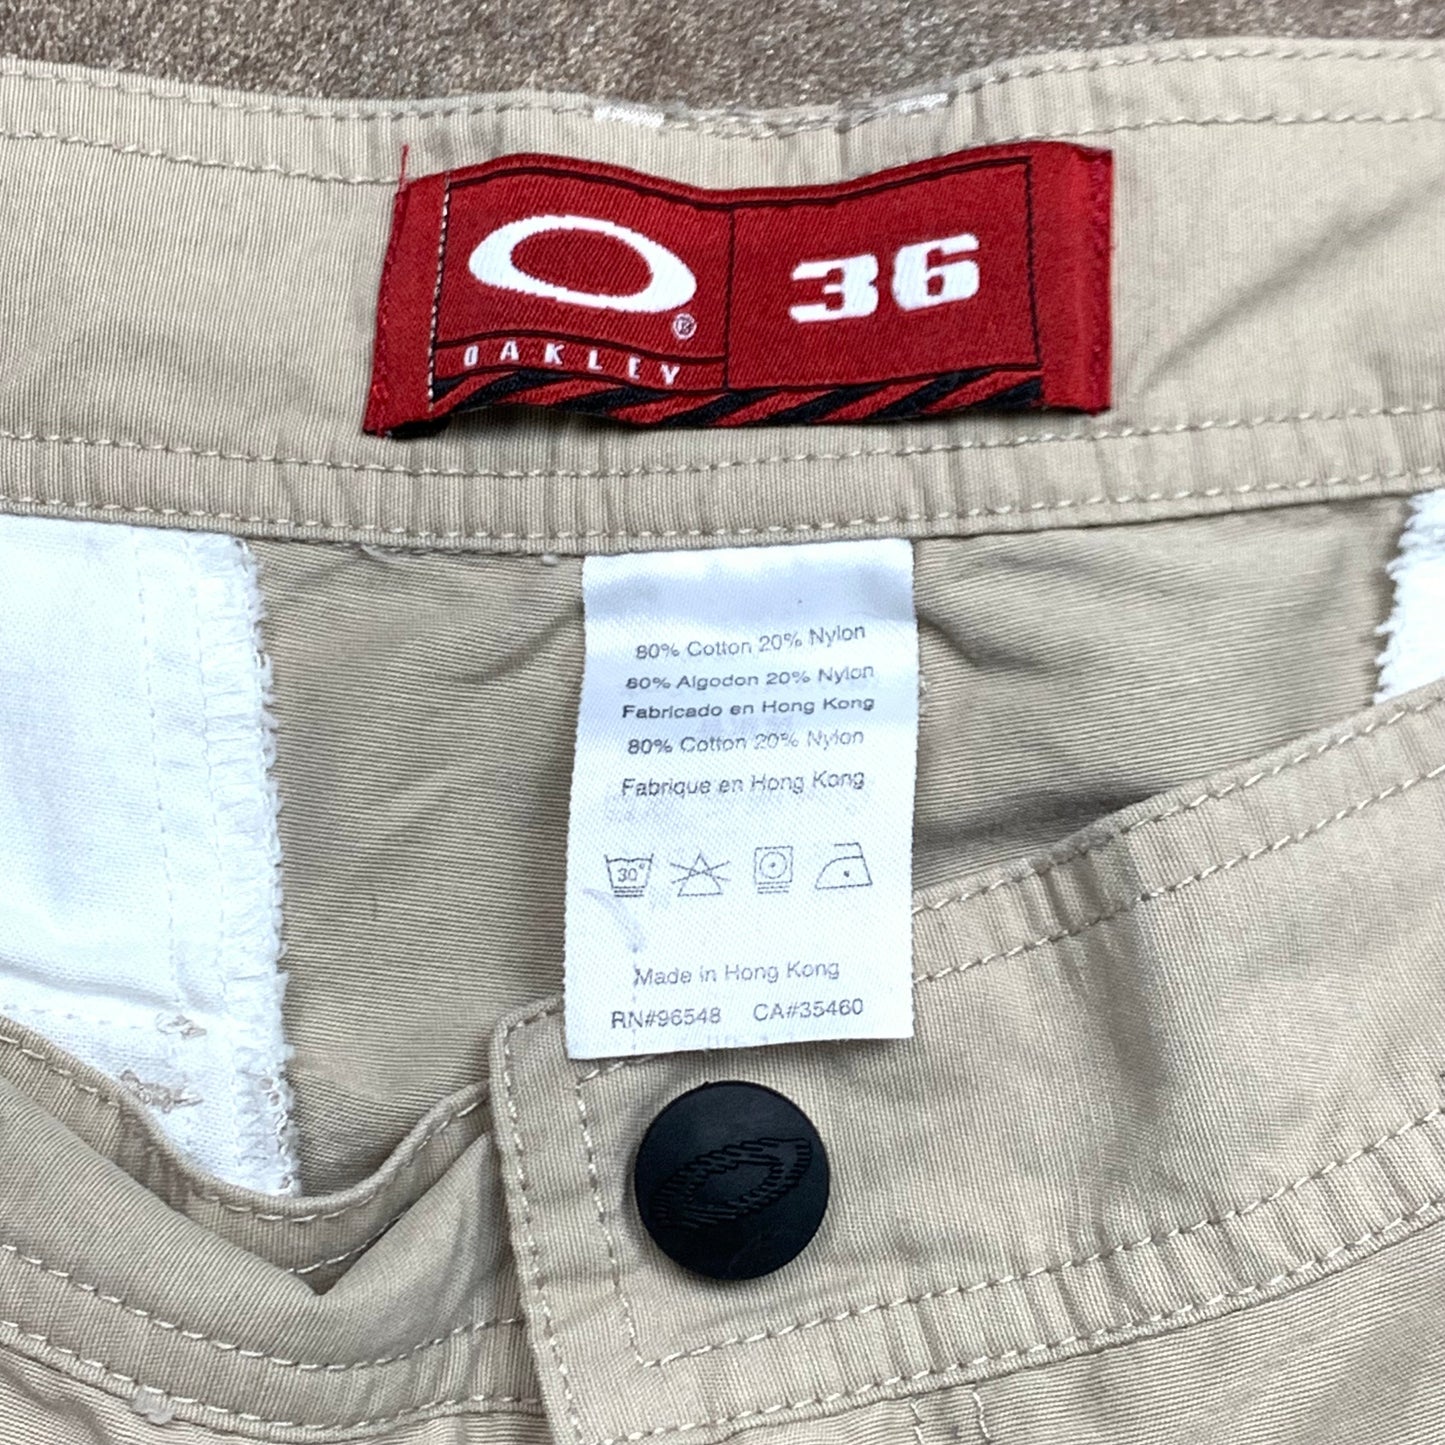 OAKLEY
®
36
80% Cotton 20% Nylon
80% Algodon 20% Nylon
Fabricado en Hong Kong
80% Cotton 20% Nylon
Fabrique en Hong Kong
30°
Made in Hong Kong
RN#96548 CA#35460